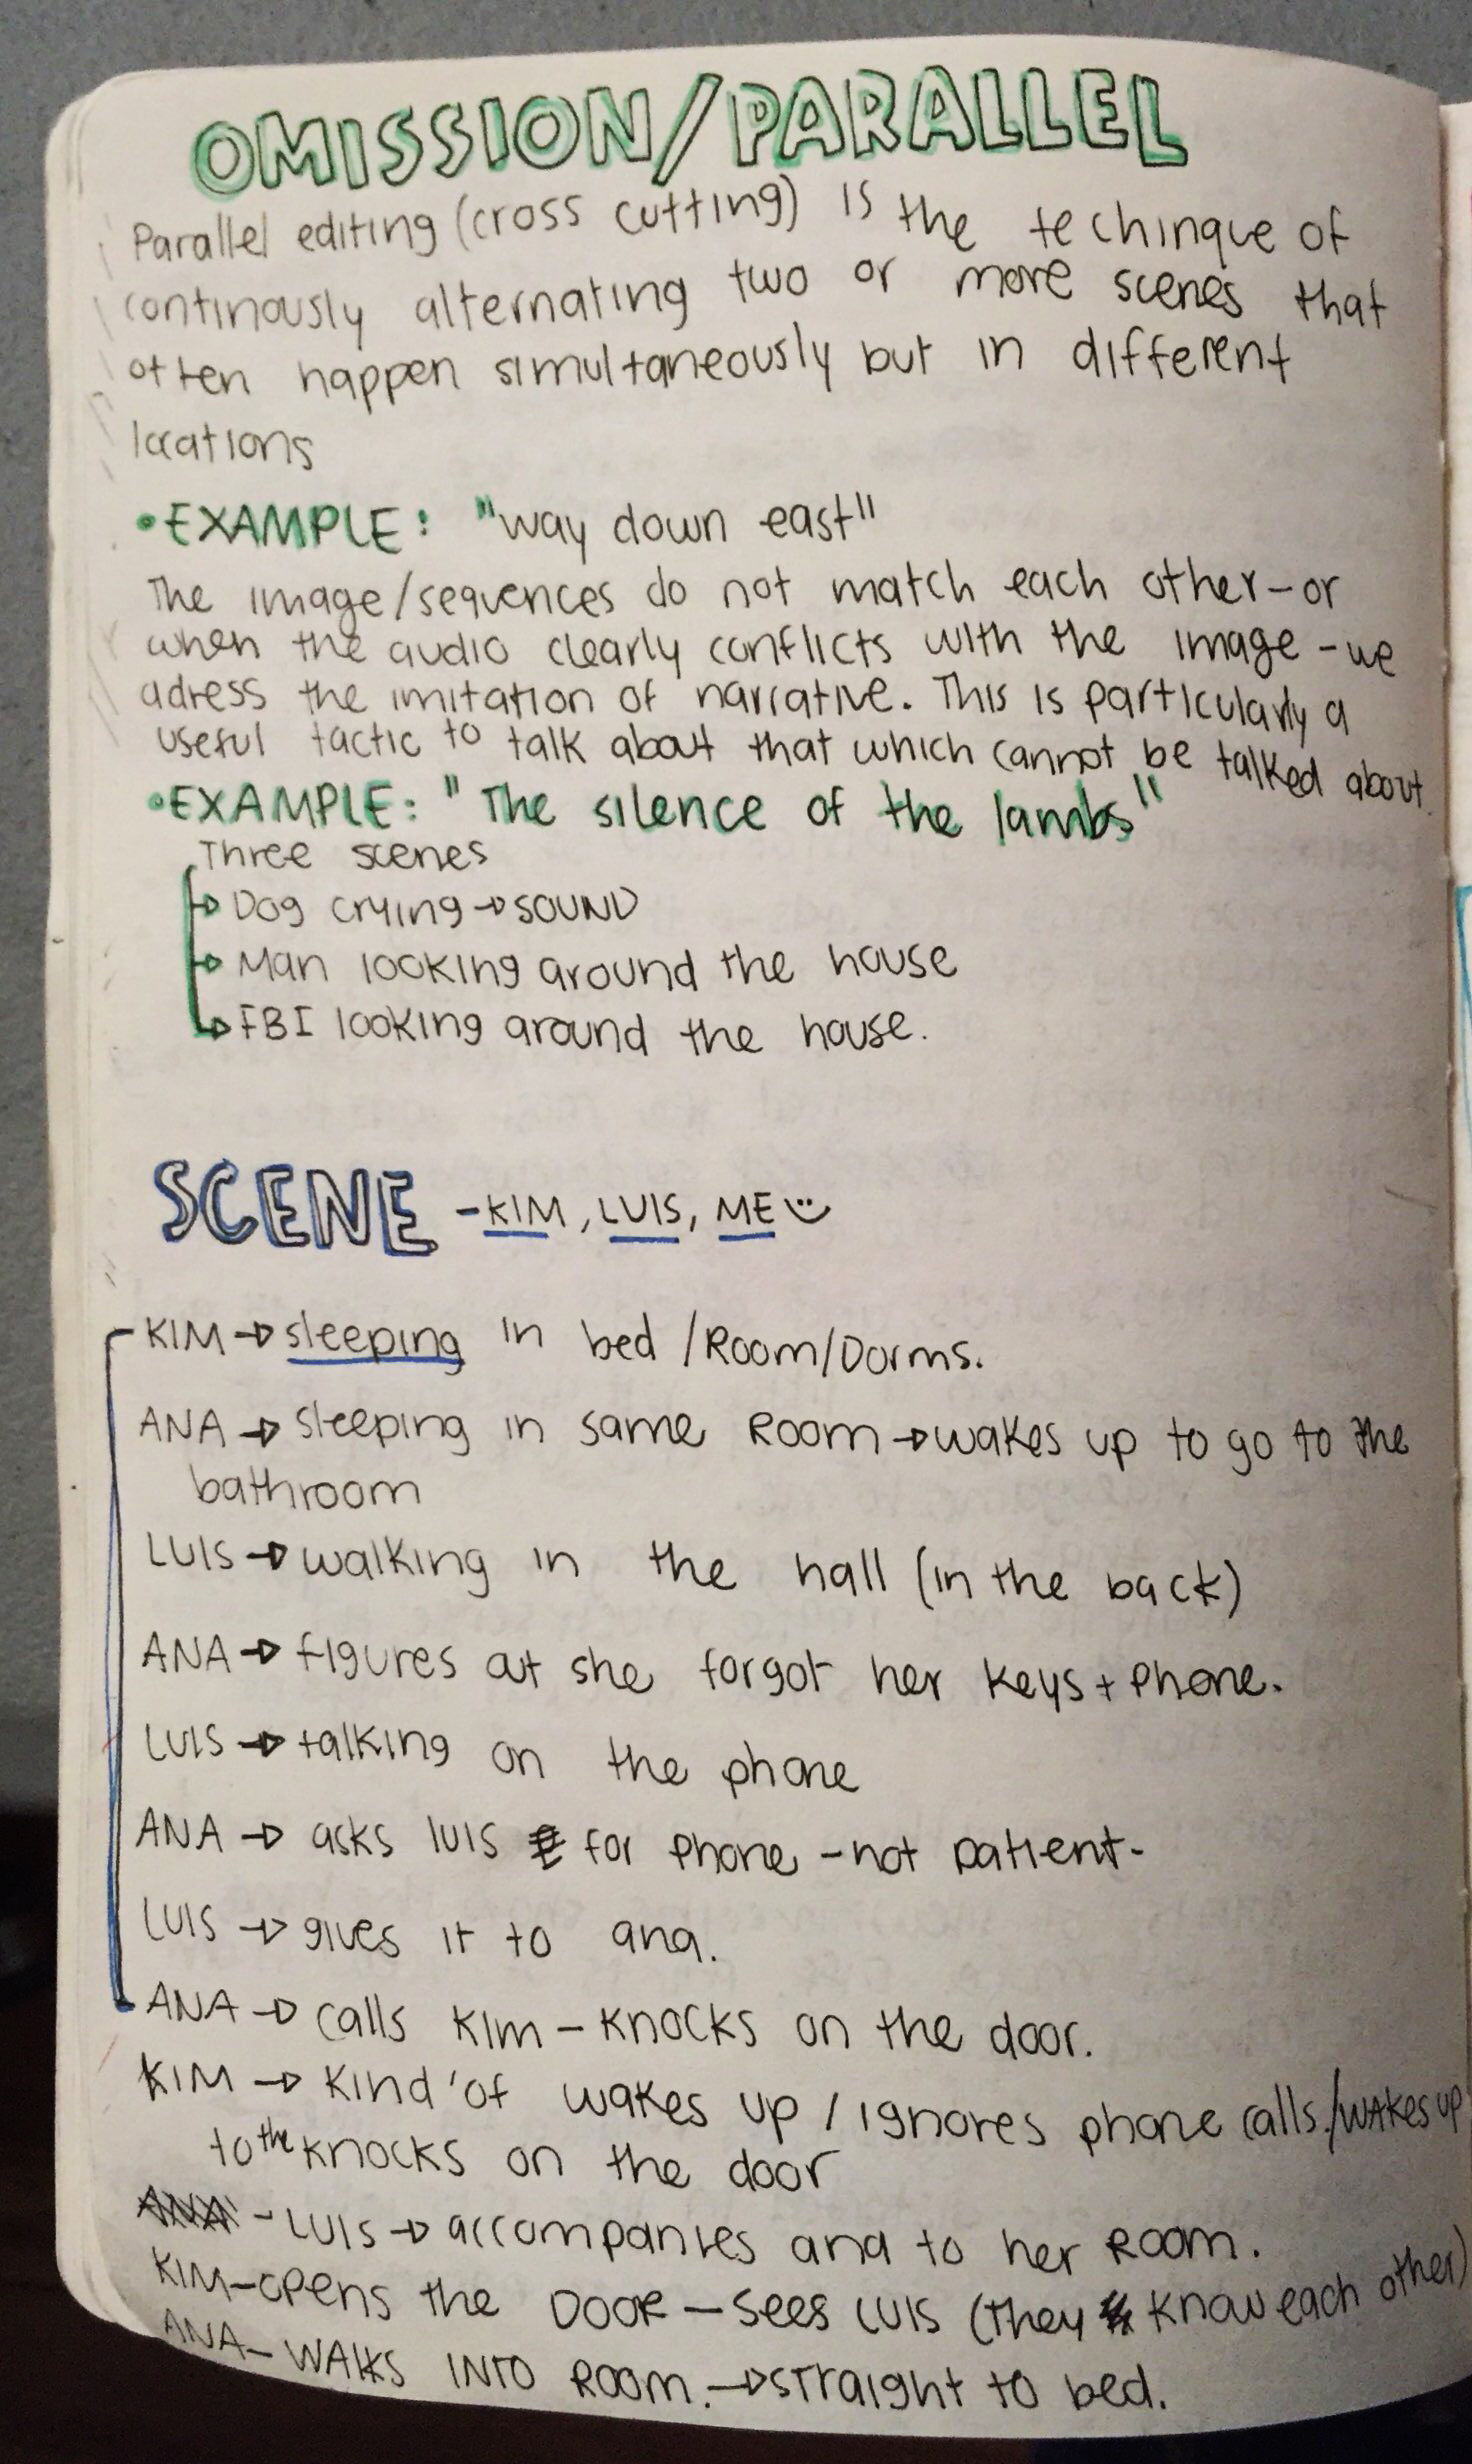 OMISSION/PARALLEL
Parallel editing (cross cutting) is the techinque of
continously alternating two or more scenes that
often happen simultaneously but in different
locations
•EXAMPLE: "way down east"
The image/sequences do not match each other-or
when the audio clearly conflicts with the image -we
adress the imitation of narrative. This is particularly a
useful tactic to talk about that which cannot be talked about.
•EXAMPLE: "The silence of the lambs"
Three scenes
→ Dog crying → SOUND
→ Man looking around the house
→ FBI looking around the house.
SCENE -KIM, LUIS, ME
KIM → sleeping in bed /Room/Dorms.
ANA → sleeping in same Room → wakes up to go to the
bathroom
LUIS → walking in the hall (in the back)
ANA → figures out she forgot her keys + phone.
LUIS → talking on the phone
ANA → asks luis for phone -not patient-
LUIS → gives it to ana.
ANA → calls kim - knocks on the door.
KIM → kind 'of wakes up / ignores phone calls./wakes up
to the knocks on the door
- LUIS → accompanies ana to her Room.
KIM-opens the DOOR - sees LUIS (they know each other)
ANA- WALKS INTO ROOM. → straight to bed.